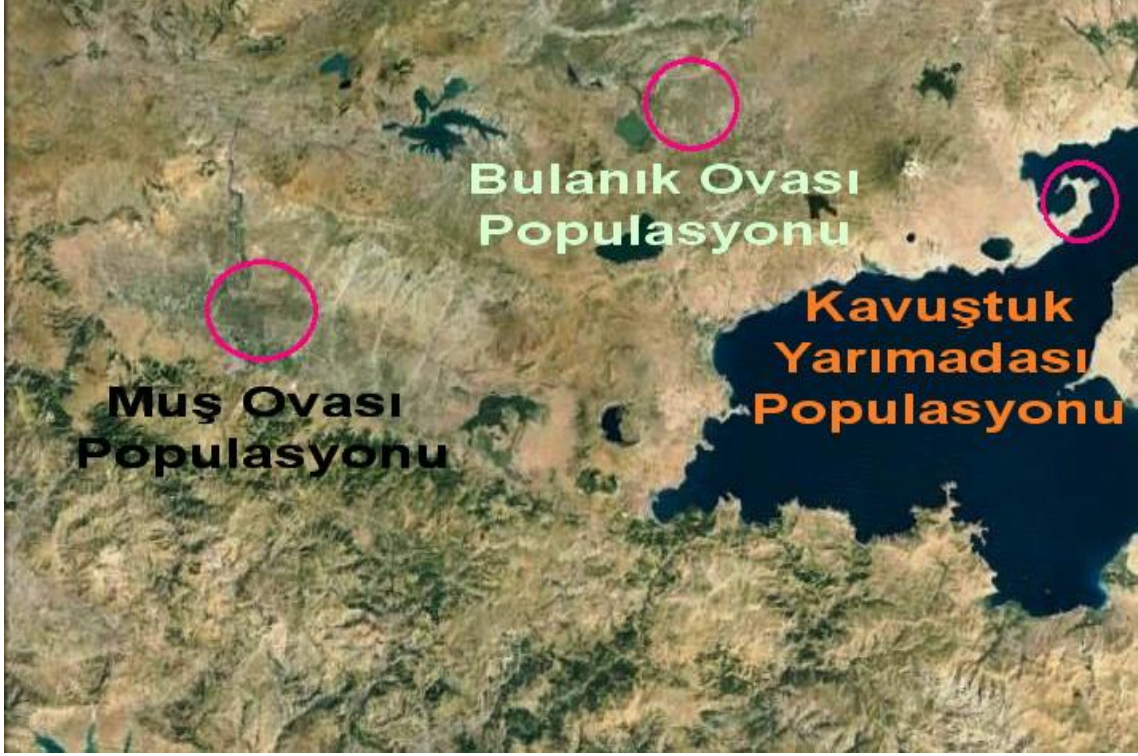 Bulanık Ovası
Populasyonu
Kavuştuk
Yarımadası
Populasyonu
Muş Ovası
Populasyonu